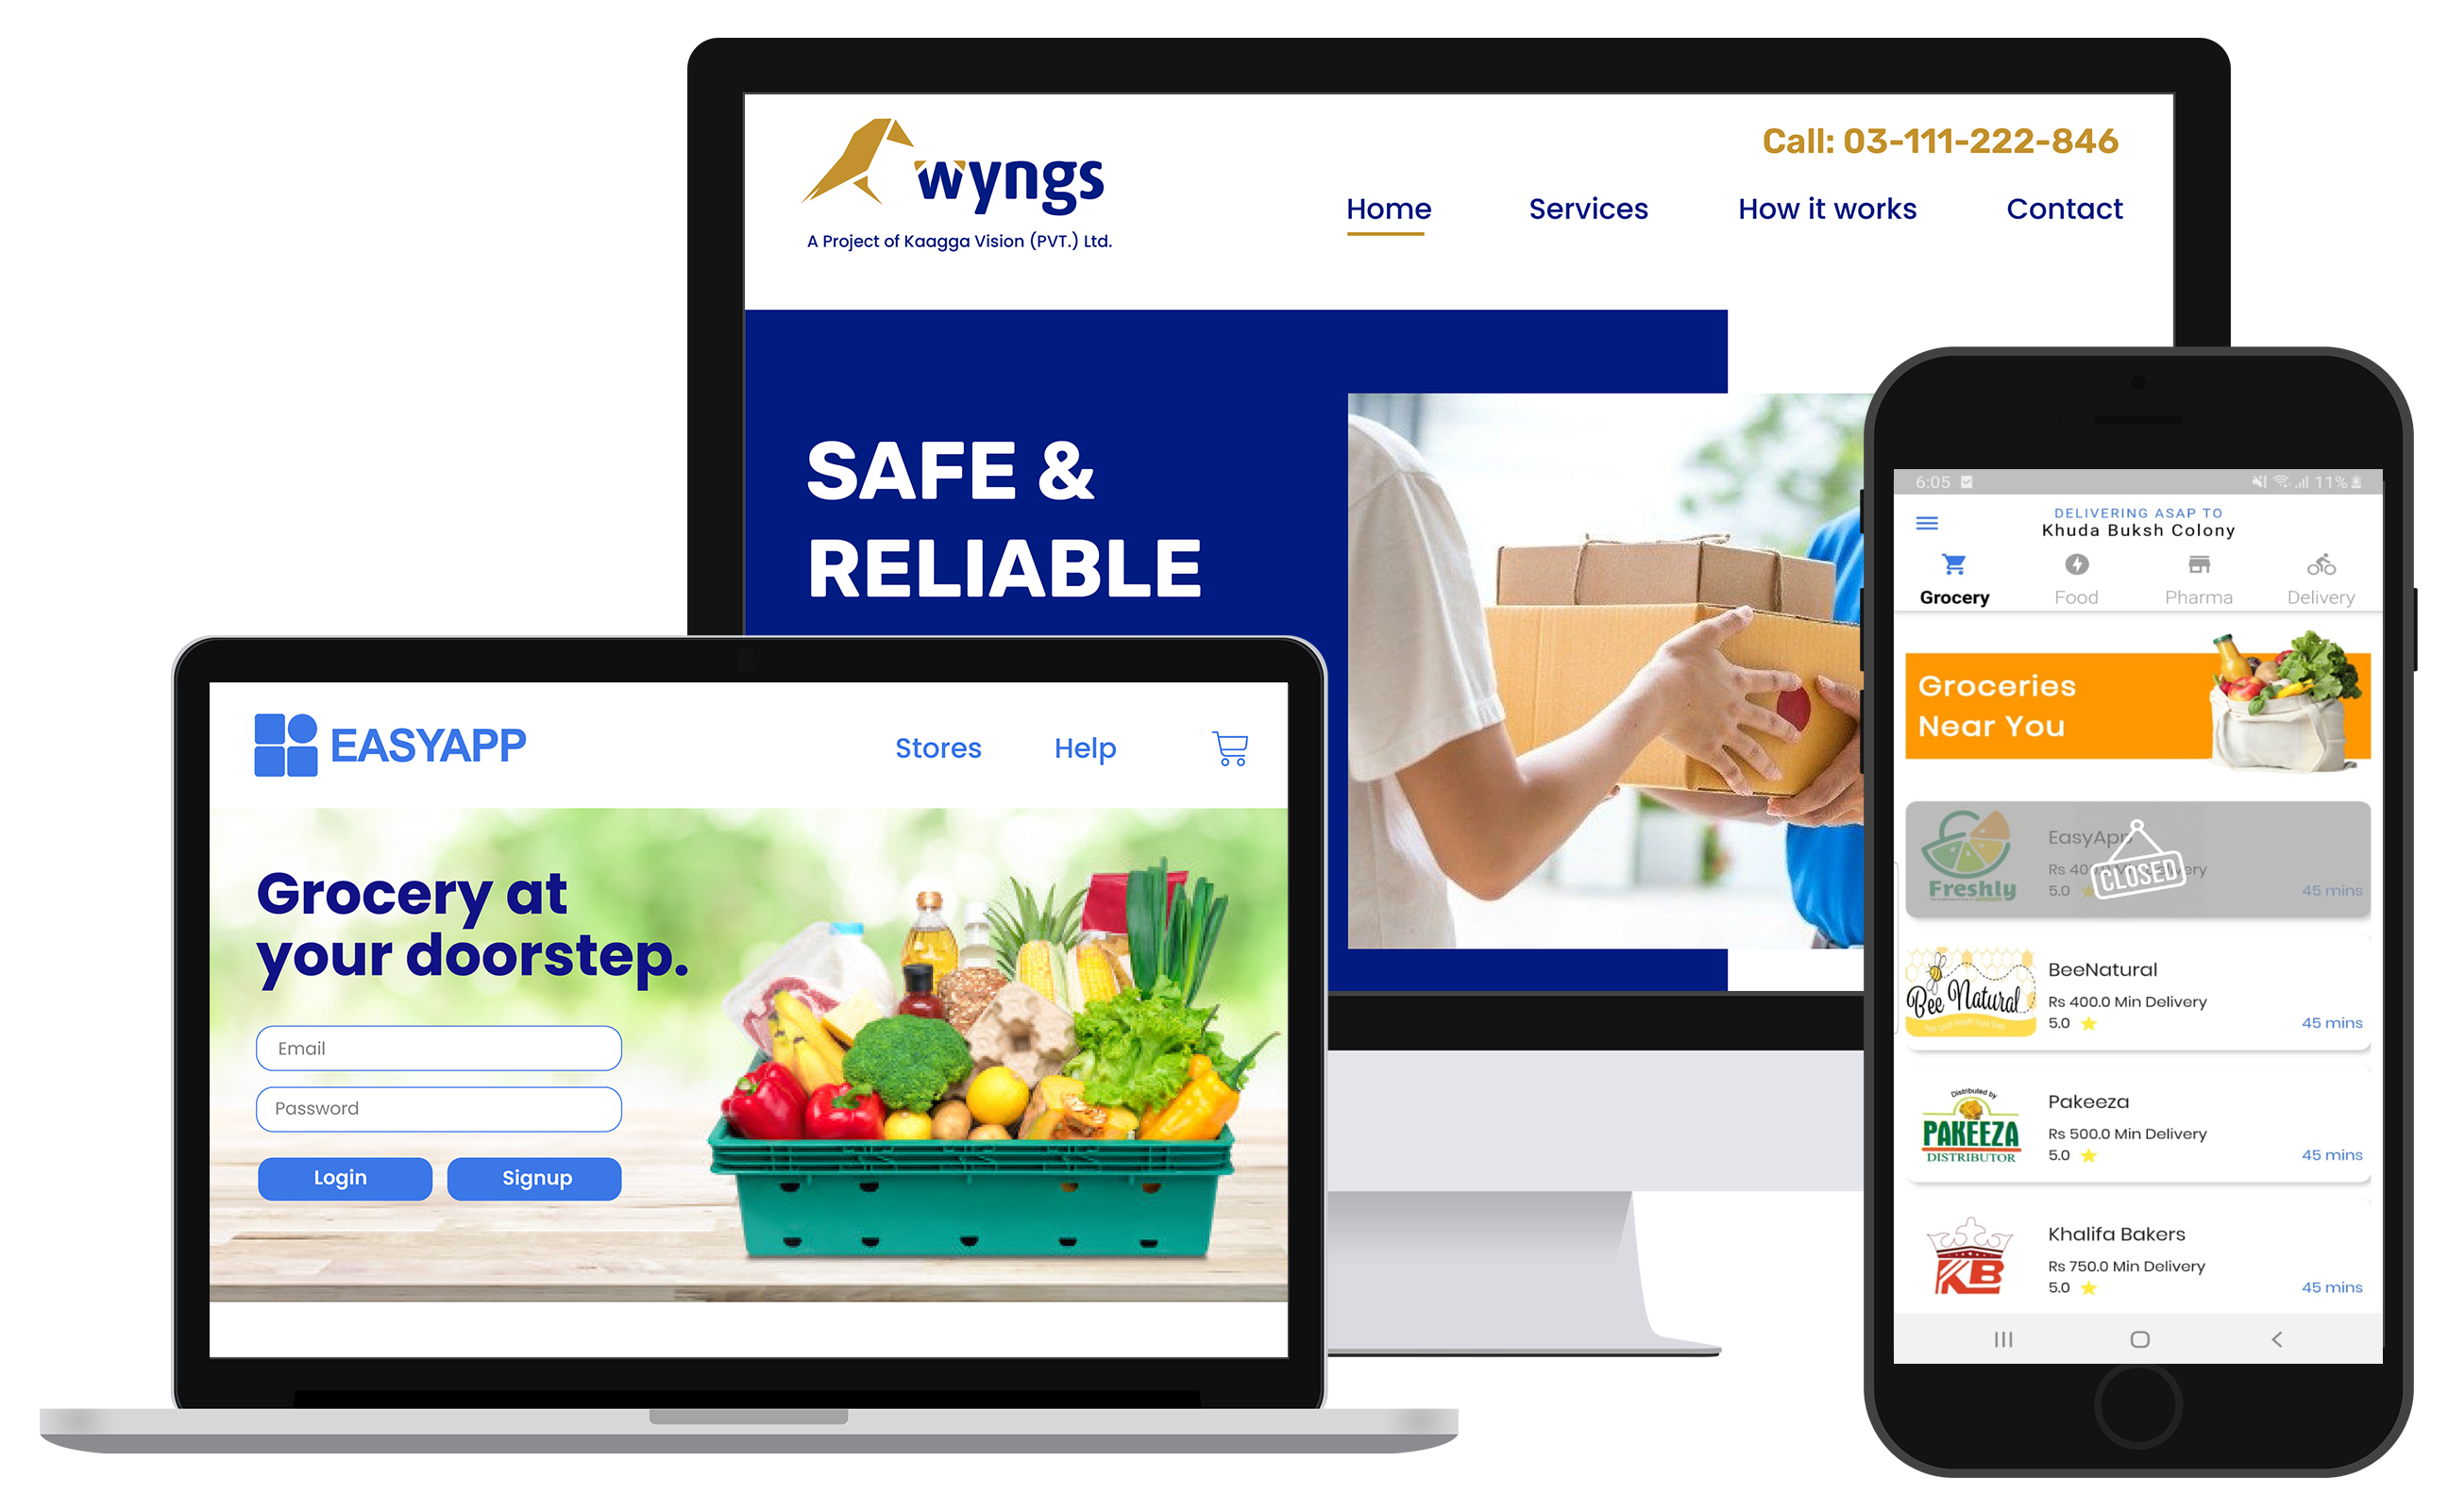 wyngs
A Project of Kaagga Vision (PVT.) Ltd.
Call: 03-111-222-846
Home Services How it works Contact
SAFE &
RELIABLE
EASYAPP
Stores Help
Grocery at
your doorstep.
Email
Password
Login Signup
6:05 11%
DELIVERING ASAP TO
Khuda Buksh Colony
Grocery Food Pharma Delivery
Groceries
Near You
Freshly
EasyApp
Rs 400.0 Min Delivery
5.0 45 mins
CLOSED
Bee Natural
BeeNatural
Rs 400.0 Min Delivery
5.0 45 mins
Distributed by
PAKEEZA
DISTRIBUTOR
Pakeeza
Rs 500.0 Min Delivery
5.0 45 mins
KB
Khalifa Bakers
Rs 750.0 Min Delivery
5.0 45 mins